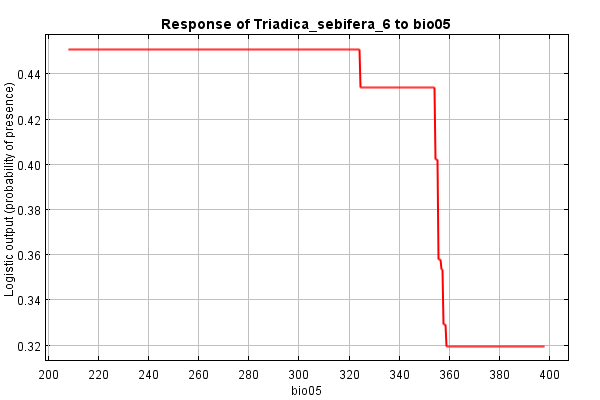 Response of Triadica_sebifera_6 to bio05
Logistic output (probability of presence)
0.44
0.42
0.40
0.38
0.36
0.34
0.32
200 220 240 260 280 300 320 340 360 380 400
bio05